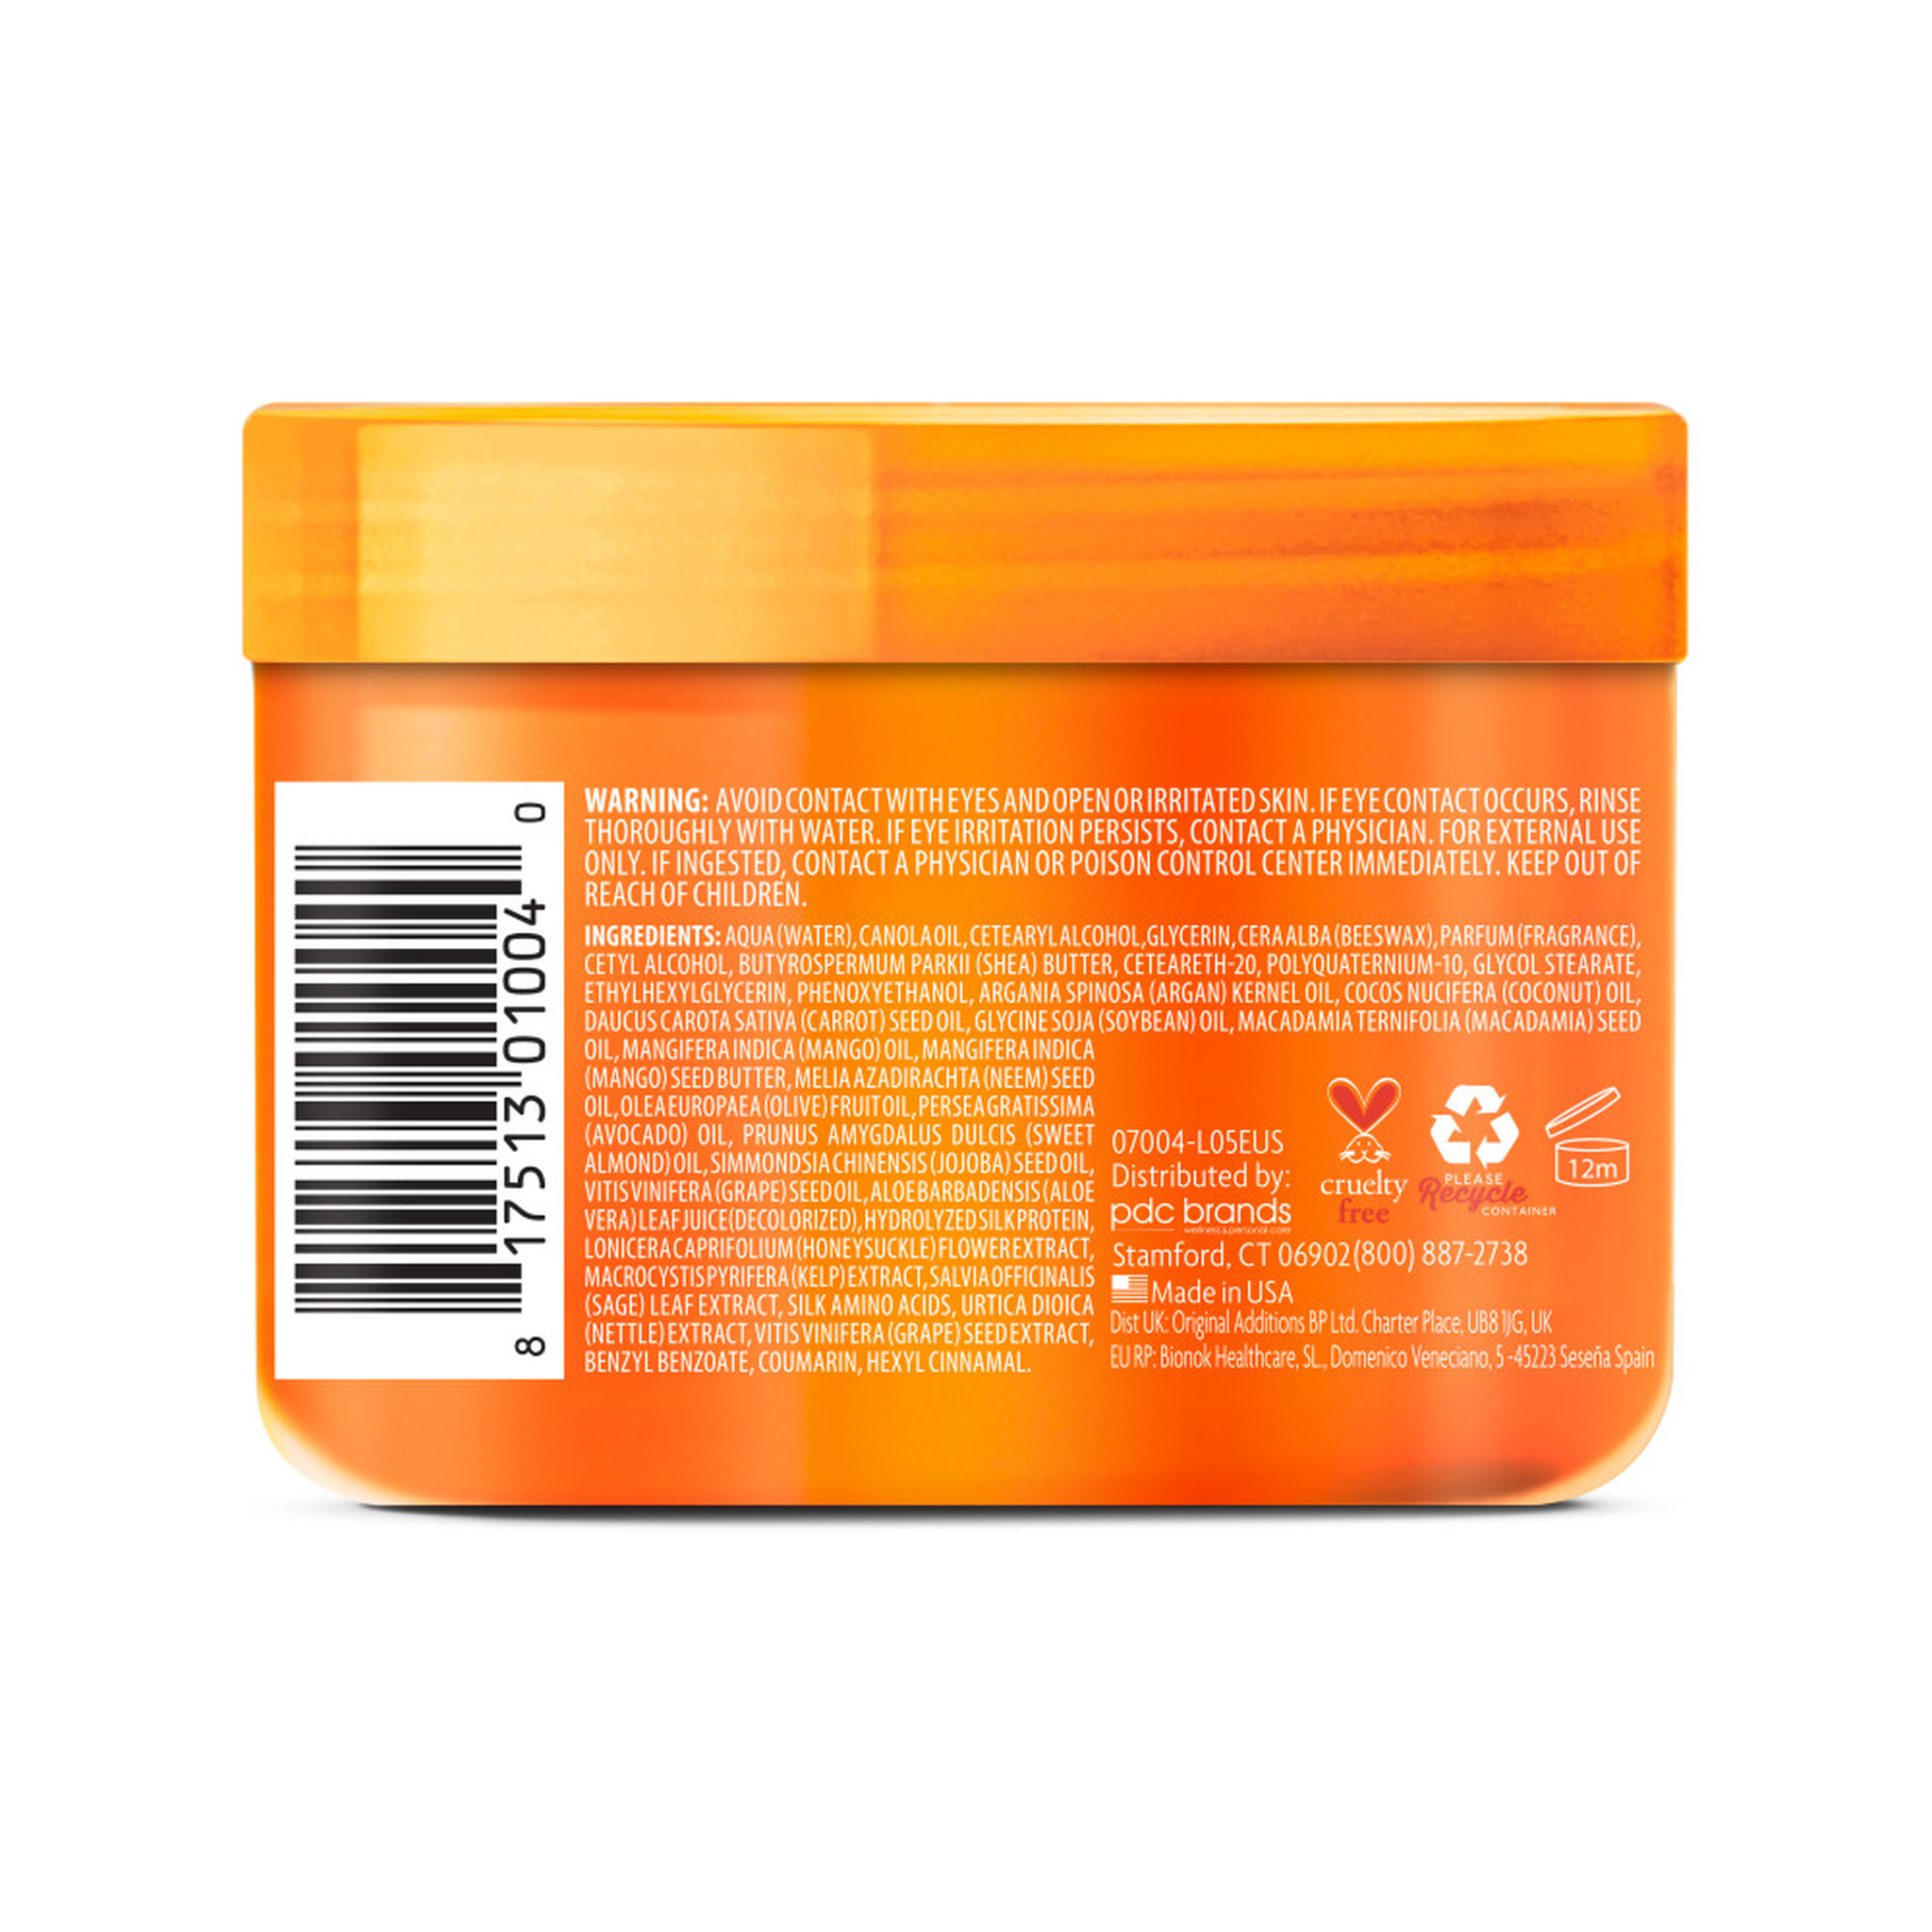 WARNING: AVOID CONTACT WITH EYES AND OPEN OR IRRITATED SKIN. IF EYE CONTACT OCCURS, RINSE
THOROUGHLY WITH WATER. IF EYE IRRITATION PERSISTS, CONTACT A PHYSICIAN. FOR EXTERNAL USE
ONLY. IF INGESTED, CONTACT A PHYSICIAN OR POISON CONTROL CENTER IMMEDIATELY. KEEP OUT OF
REACH OF CHILDREN.
INGREDIENTS: AQUA (WATER), CANOLA OIL, CETEARYL ALCOHOL, GLYCERIN, CERA ALBA (BEESWAX), PARFUM (FRAGRANCE),
CETYL ALCOHOL, BUTYROSPERMUM PARKII (SHEA) BUTTER, CETEARETH-20, POLYQUATERNIUM-10, GLYCOL STEARATE,
ETHYLHEXYLGLYCERIN, PHENOXYETHANOL, ARGANIA SPINOSA (ARGAN) KERNEL OIL, COCOS NUCIFERA (COCONUT) OIL,
DAUCUS CAROTA SATIVA (CARROT) SEED OIL, GLYCINE SOJA (SOYBEAN) OIL, MACADAMIA TERNIFOLIA (MACADAMIA) SEED
OIL, MANGIFERA INDICA (MANGO) OIL, MANGIFERA INDICA
(MANGO) SEED BUTTER, MELIA AZADIRACHTA (NEEM) SEED
OIL, OLEA EUROPAEA (OLIVE) FRUIT OIL, PERSEA GRATISSIMA
(AVOCADO) OIL, PRUNUS AMYGDALUS DULCIS (SWEET
ALMOND) OIL, SIMMONDSIA CHINENSIS (JOJOBA) SEED OIL,
VITIS VINIFERA (GRAPE) SEED OIL, ALOE BARBADENSIS (ALOE
VERA) LEAF JUICE (DECOLORIZED), HYDROLYZED SILK PROTEIN,
LONICERA CAPRIFOLIUM (HONEYSUCKLE) FLOWER EXTRACT,
MACROCYSTIS PYRIFERA (KELP) EXTRACT, SALVIA OFFICINALIS
(SAGE) LEAF EXTRACT, SILK AMINO ACIDS, URTICA DIOICA
(NETTLE) EXTRACT, VITIS VINIFERA (GRAPE) SEED EXTRACT,
BENZYL BENZOATE, COUMARIN, HEXYL CINNAMAL.
8 17513 01004 0
07004-L05EUS
Distributed by:
pdc brands
wellness & personal care
Stamford, CT 06902 (800) 887-2738
Made in USA
Dist UK: Original Additions BP Ltd. Charter Place, UB8 1JG, UK
EU RP: Bionok Healthcare, SL., Domenico Veneciano, 5 -45223 Seseña Spain
cruelty
free
PLEASE
Recycle
CONTAINER
12m